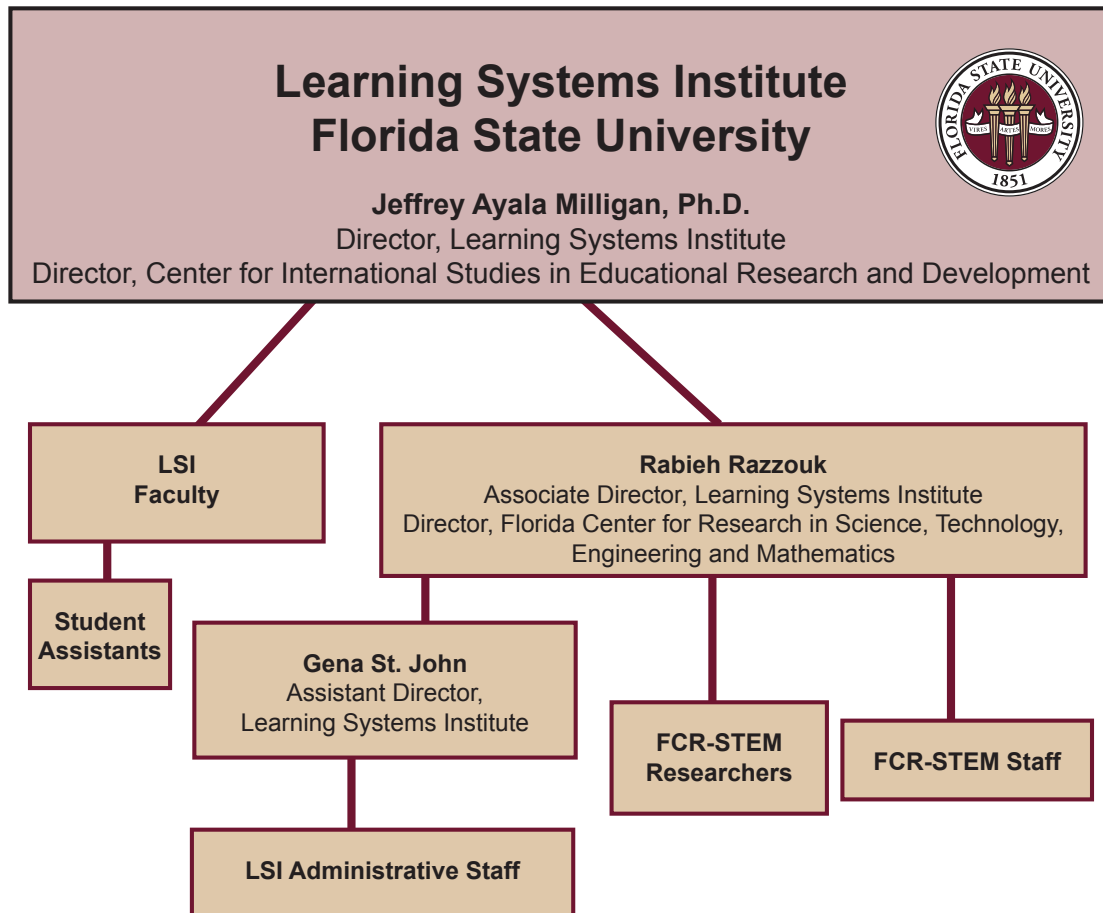 Learning Systems Institute
Florida State University
FLORIDA STATE UNIVERSITY
VIRES ARTES MORES
1851
Jeffrey Ayala Milligan, Ph.D.
Director, Learning Systems Institute
Director, Center for International Studies in Educational Research and Development
LSI
Faculty
Rabieh Razzouk
Associate Director, Learning Systems Institute
Director, Florida Center for Research in Science, Technology,
Engineering and Mathematics
Student
Assistants
Gena St. John
Assistant Director,
Learning Systems Institute
FCR-STEM
Researchers
FCR-STEM Staff
LSI Administrative Staff